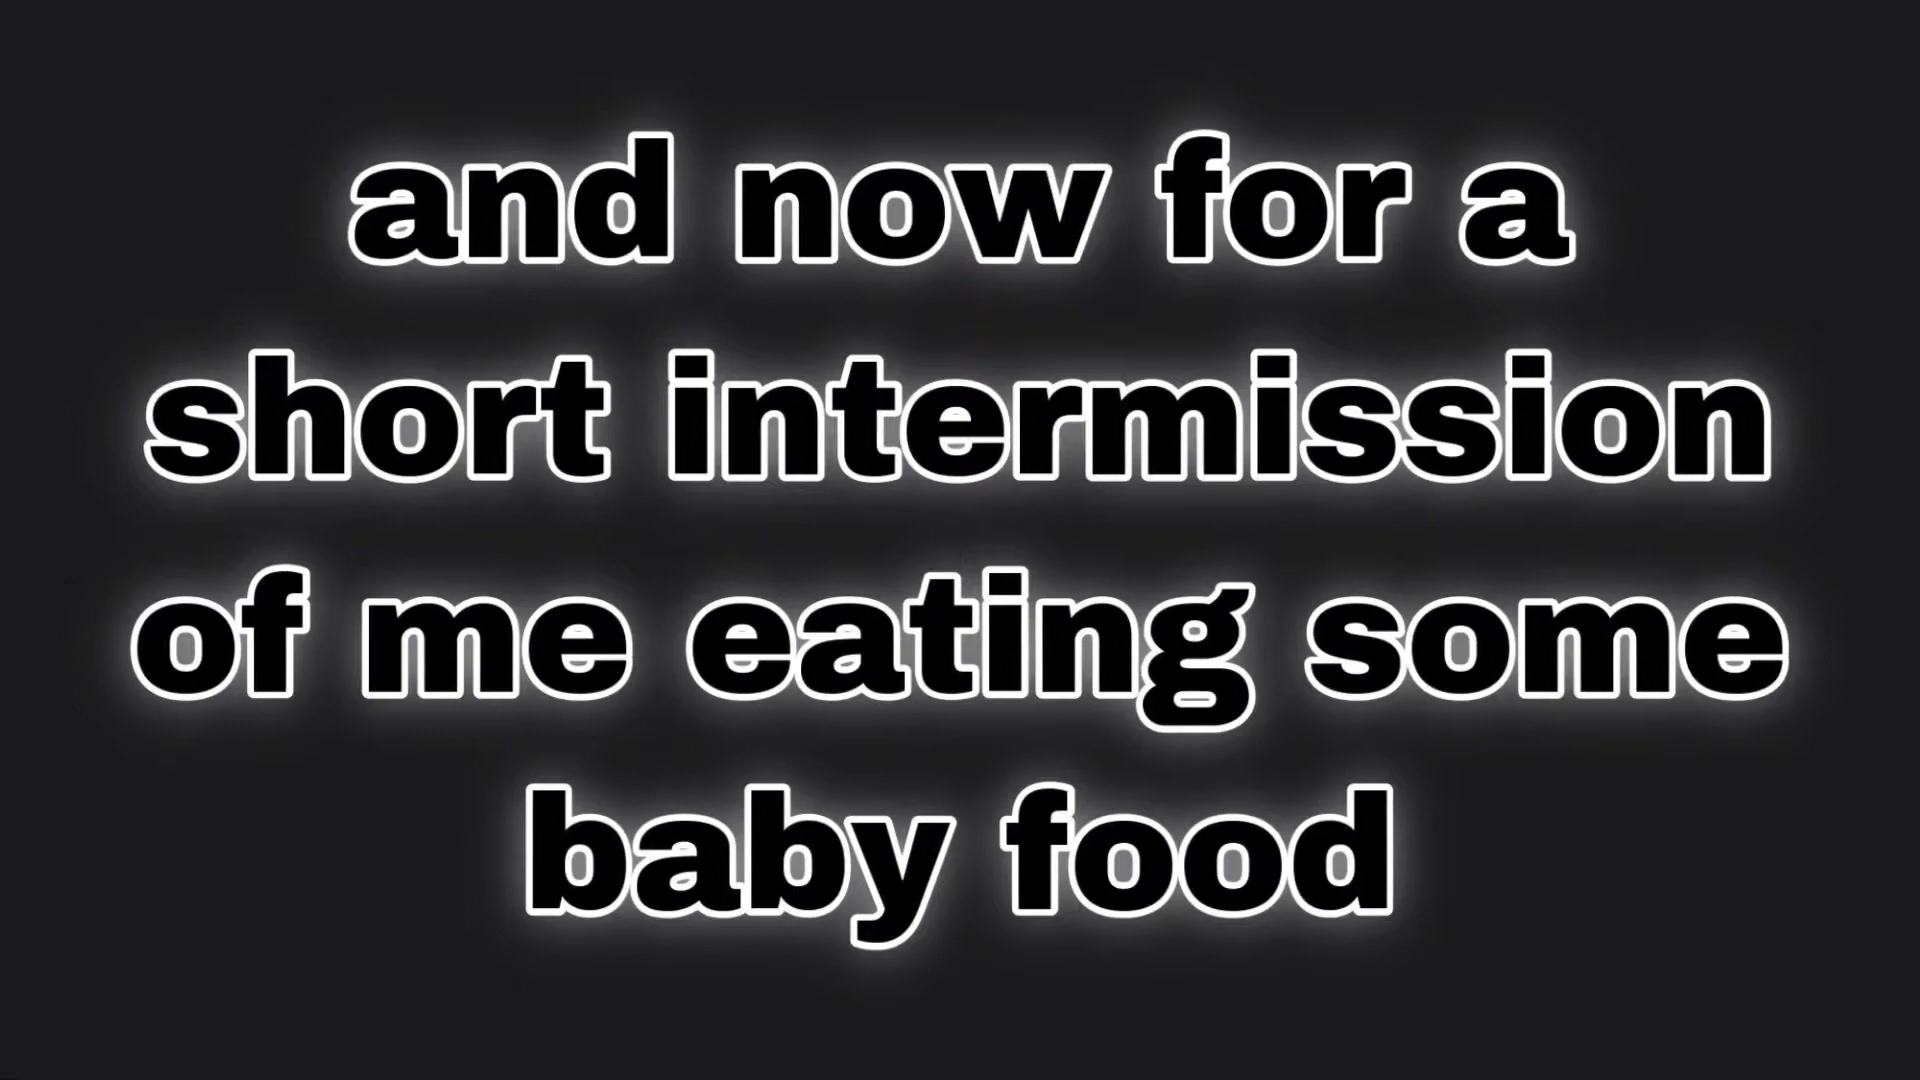 and now for a
short intermission
of me eating some
baby food